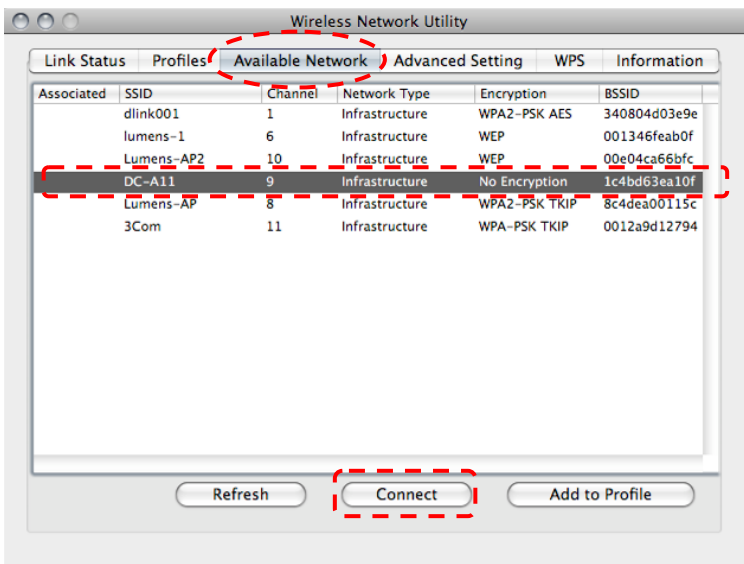 Wireless Network Utility
Link Status Profiles Available Network Advanced Setting WPS Information
Associated SSID Channel Network Type Encryption BSSID
dlink001 1 Infrastructure WPA2-PSK AES 340804d03e9e
lumens-1 6 Infrastructure WEP 001346feab0f
Lumens-AP2 10 Infrastructure WEP 00e04ca66bfc
DC-A11 9 Infrastructure No Encryption 1c4bd63ea10f
Lumens-AP 8 Infrastructure WPA2-PSK TKIP 8c4dea00115c
3Com 11 Infrastructure WPA-PSK TKIP 0012a9d12794
Refresh Connect Add to Profile